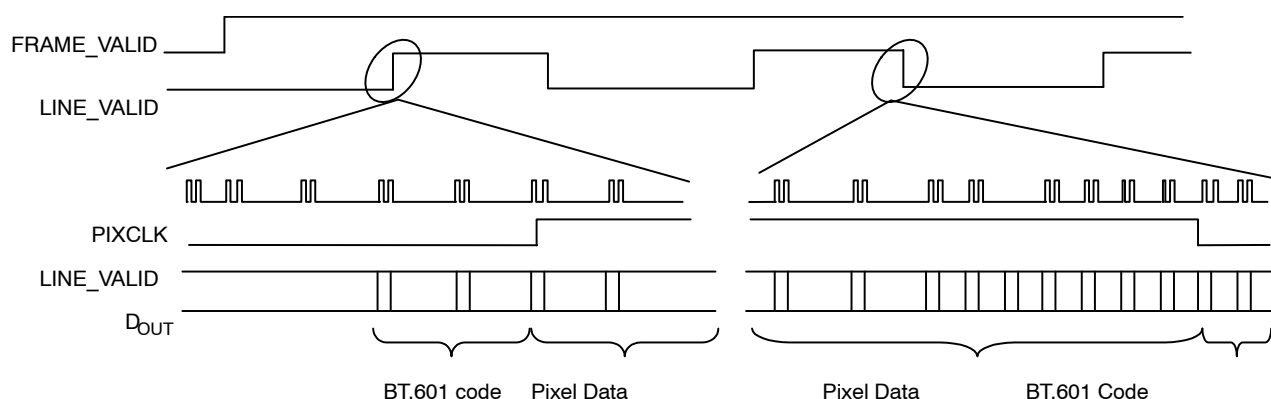 FRAME_VALID
LINE_VALID
PIXCLK
LINE_VALID
DOUT
BT.601 code Pixel Data Pixel Data BT.601 Code